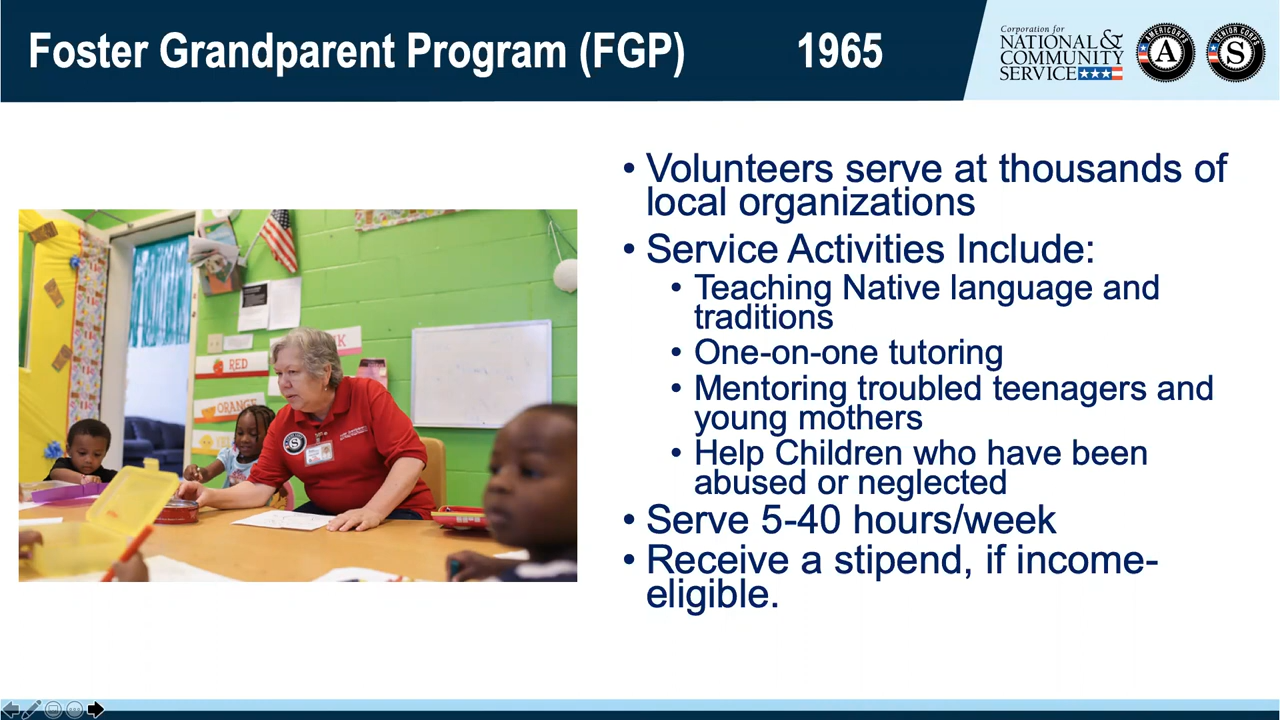 Foster Grandparent Program (FGP) 1965
Corporation for
NATIONAL &
COMMUNITY
SERVICE
AMERICORPS
A
SENIOR CORPS
S
• Volunteers serve at thousands of
local organizations
• Service Activities Include:
• Teaching Native language and
traditions
• One-on-one tutoring
• Mentoring troubled teenagers and
young mothers
• Help Children who have been
abused or neglected
• Serve 5-40 hours/week
• Receive a stipend, if income-
eligible.
RED
ORANGE
S